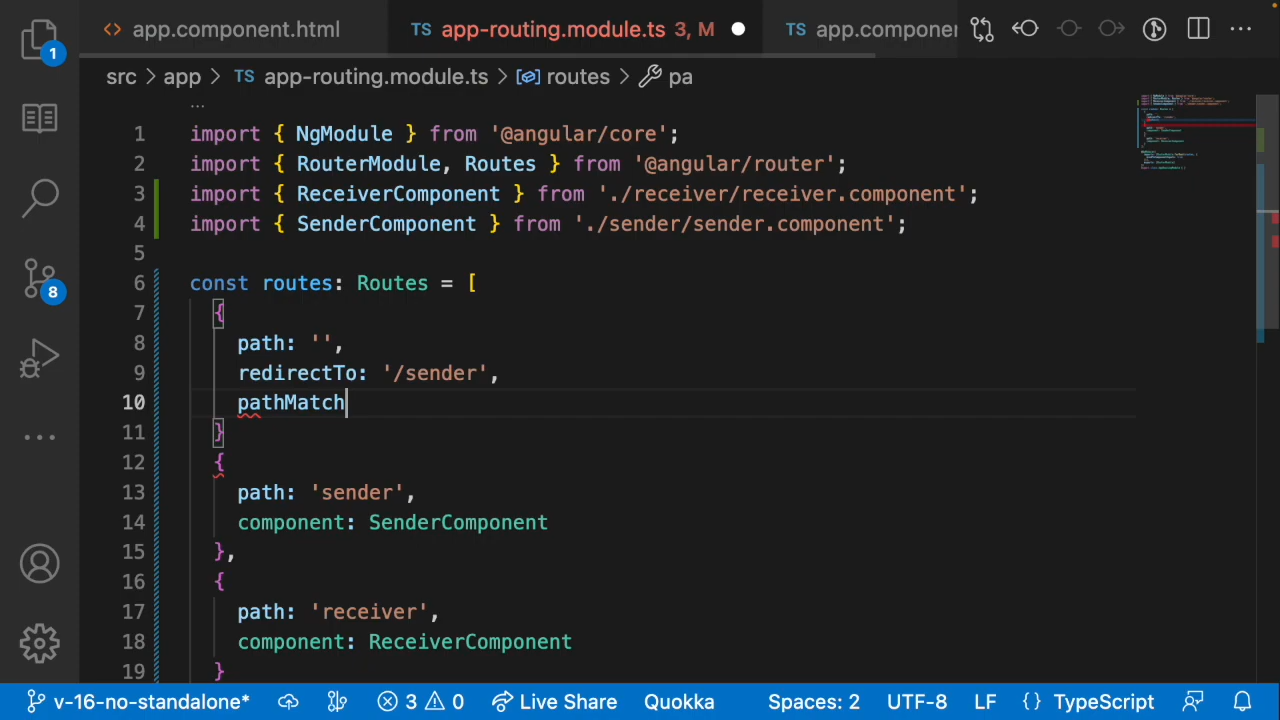 <> app.component.html TS app-routing.module.ts 3, M TS app.componen
src > app > TS app-routing.module.ts > routes > pa
1
8
...
1 import { NgModule } from '@angular/core';
2 import { RouterModule, Routes } from '@angular/router';
3 import { ReceiverComponent } from './receiver/receiver.component';
4 import { SenderComponent } from './sender/sender.component';
5
6 const routes: Routes = [
7 {
8 path: '',
9 redirectTo: '/sender',
10 pathMatch
11 }
12 {
13 path: 'sender',
14 component: SenderComponent
15 },
16 {
17 path: 'receiver',
18 component: ReceiverComponent
19 }
v-16-no-standalone* 3 0 Live Share Quokka Spaces: 2 UTF-8 LF {} TypeScript